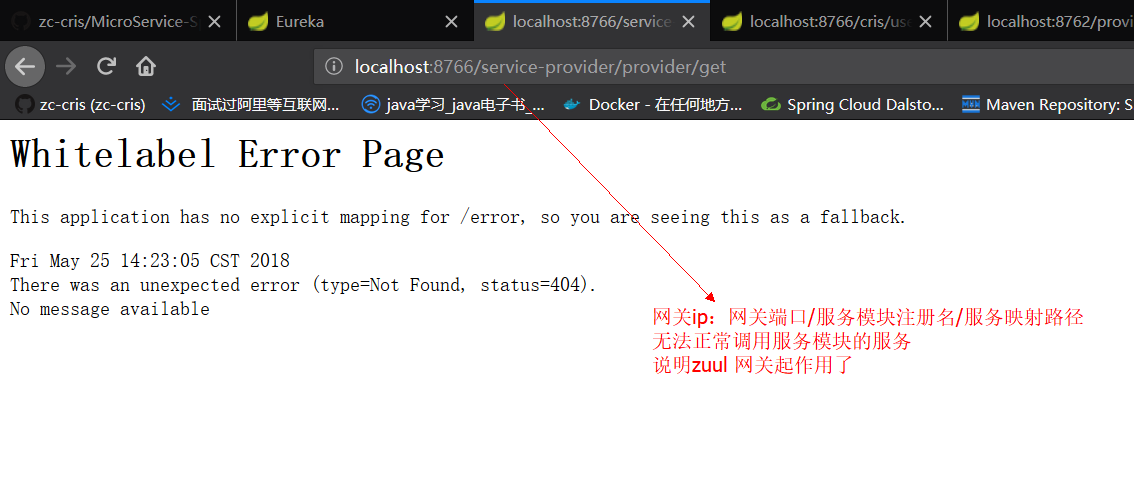 zc-cris/MicroService-S
Eureka
localhost:8766/service
localhost:8766/cris/use
localhost:8762/provi
localhost:8766/service-provider/provider/get
zc-cris (zc-cris)
面试过阿里等互联网...
java学习_java电子书_...
Docker - 在任何地方...
Spring Cloud Dalsto...
Maven Repository: S
Whitelabel Error Page
This application has no explicit mapping for /error, so you are seeing this as a fallback.
Fri May 25 14:23:05 CST 2018
There was an unexpected error (type=Not Found, status=404).
No message available
网关ip：网关端口/服务模块注册名/服务映射路径
无法正常调用服务模块的服务
说明zuul 网关起作用了